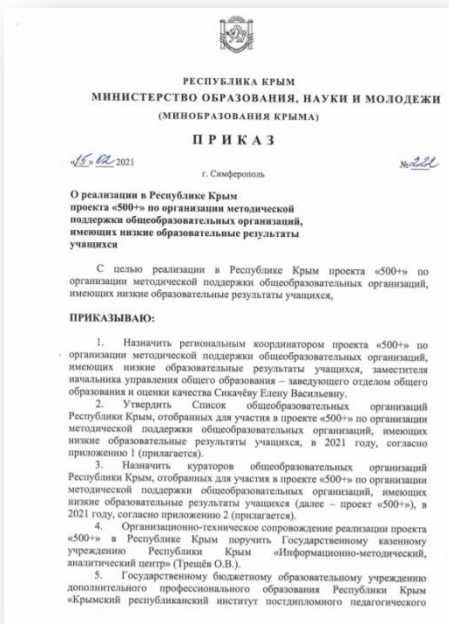 РЕСПУБЛИКА КРЫМ
МИНИСТЕРСТВО ОБРАЗОВАНИЯ, НАУКИ И МОЛОДЕЖИ
(МИНОБРАЗОВАНИЯ КРЫМА)
ПРИКАЗ
«15» 02 2021 №222
г. Симферополь
О реализации в Республике Крым
проекта «500+» по организации методической
поддержки общеобразовательных организаций,
имеющих низкие образовательные результаты
учащихся
С целью реализации в Республике Крым проекта «500+» по
организации методической поддержки общеобразовательных организаций,
имеющих низкие образовательные результаты учащихся,
ПРИКАЗЫВАЮ:
1. Назначить региональным координатором проекта «500+» по
организации методической поддержки общеобразовательных организаций,
имеющих низкие образовательные результаты учащихся, заместителя
начальника управления общего образования – заведующего отделом общего
образования и оценки качества Сикачёву Елену Васильевну.
2. Утвердить Список общеобразовательных организаций
Республики Крым, отобранных для участия в проекте «500+» по организации
методической поддержки общеобразовательных организаций, имеющих
низкие образовательные результаты учащихся, в 2021 году, согласно
приложению 1 (прилагается).
3. Назначить кураторов общеобразовательных организаций
Республики Крым, отобранных для участия в проекте «500+» по организации
методической поддержки общеобразовательных организаций, имеющих
низкие образовательные результаты учащихся (далее – проект «500+»), в
2021 году, согласно приложению 2 (прилагается).
4. Организационно-техническое сопровождение реализации проекта
«500+» в Республике Крым поручить Государственному казенному
учреждению Республики Крым «Информационно-методический,
аналитический центр» (Трещёв О.В.).
5. Государственному бюджетному образовательному учреждению
дополнительного профессионального образования Республики Крым
«Крымский республиканский институт постдипломного педагогического